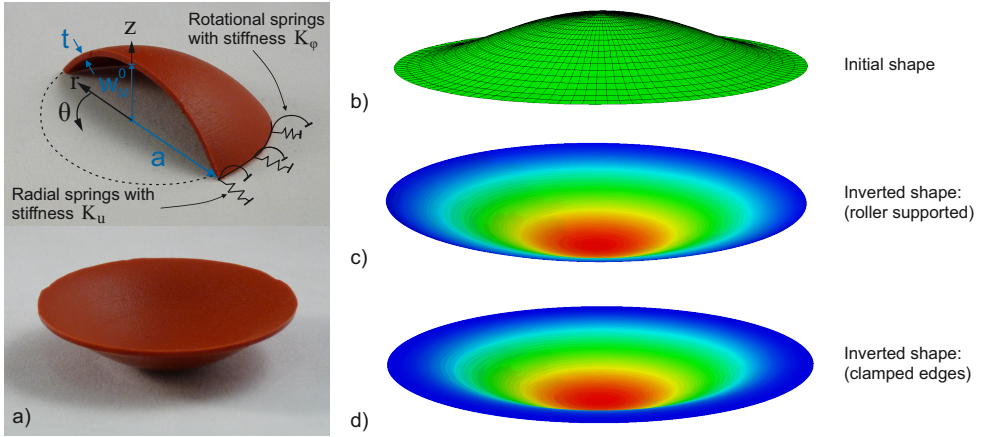 Rotational springs
with stiffness Kφ
z
t
w⁰_M
r
θ
a
Radial springs with
stiffness Ku
a)
b)
Initial shape
c)
Inverted shape:
(roller supported)
d)
Inverted shape:
(clamped edges)